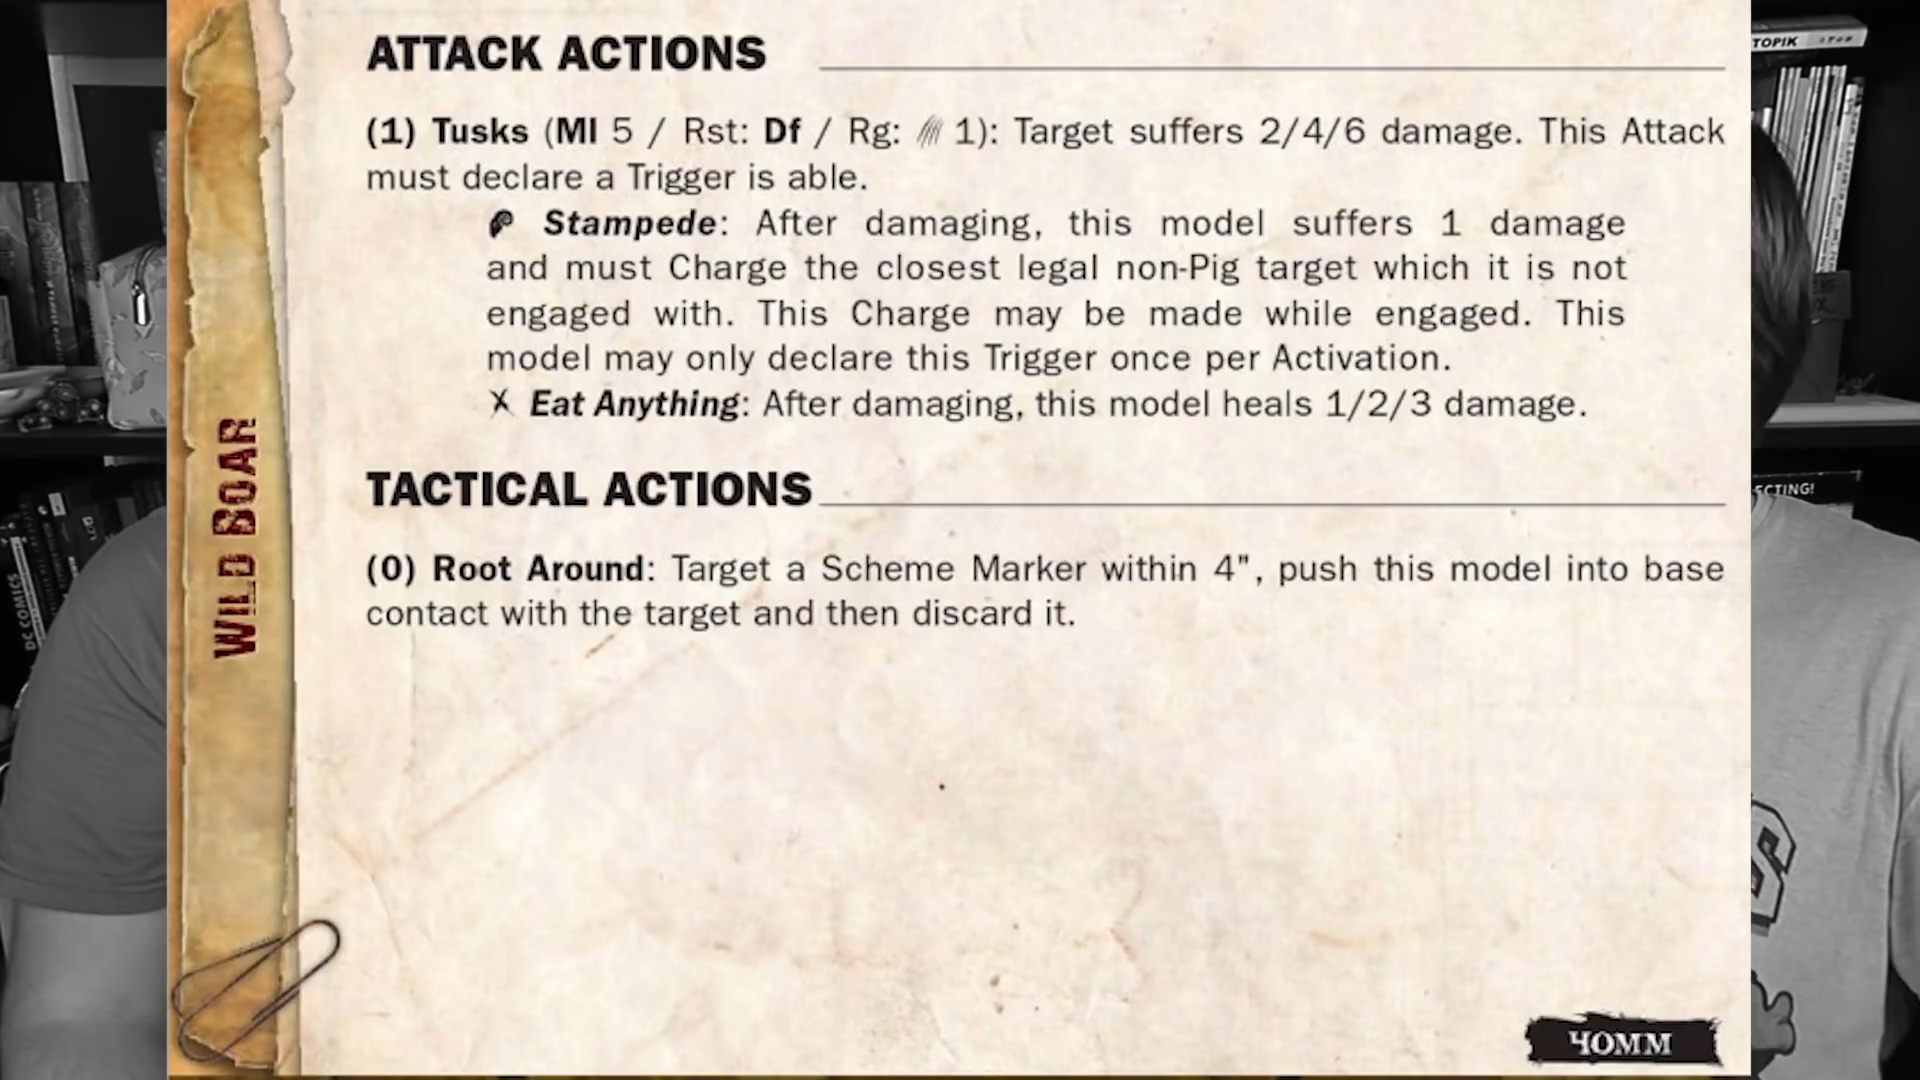 ATTACK ACTIONS
(1) Tusks (Ml 5 / Rst: Df / Rg: 1): Target suffers 2/4/6 damage. This Attack
must declare a Trigger is able.
Stampede: After damaging, this model suffers 1 damage
and must Charge the closest legal non-Pig target which it is not
engaged with. This Charge may be made while engaged. This
model may only declare this Trigger once per Activation.
Eat Anything: After damaging, this model heals 1/2/3 damage.
TACTICAL ACTIONS
(0) Root Around: Target a Scheme Marker within 4", push this model into base
contact with the target and then discard it.
WILD BOAR
40MM
TOPIK
ECTING!
DC COMICS